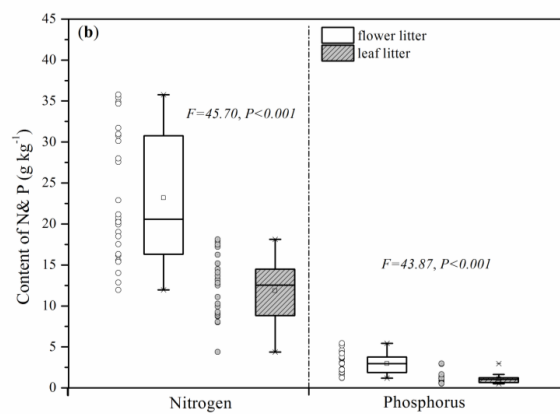 (b)
flower litter
leaf litter
F=45.70, P<0.001
F=43.87, P<0.001
Content of N& P (g kg⁻¹)
45
40
35
30
25
20
15
10
5
0
Nitrogen
Phosphorus